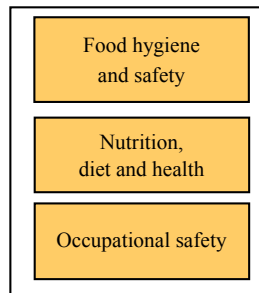 Food hygiene
and safety
Nutrition,
diet and health
Occupational safety